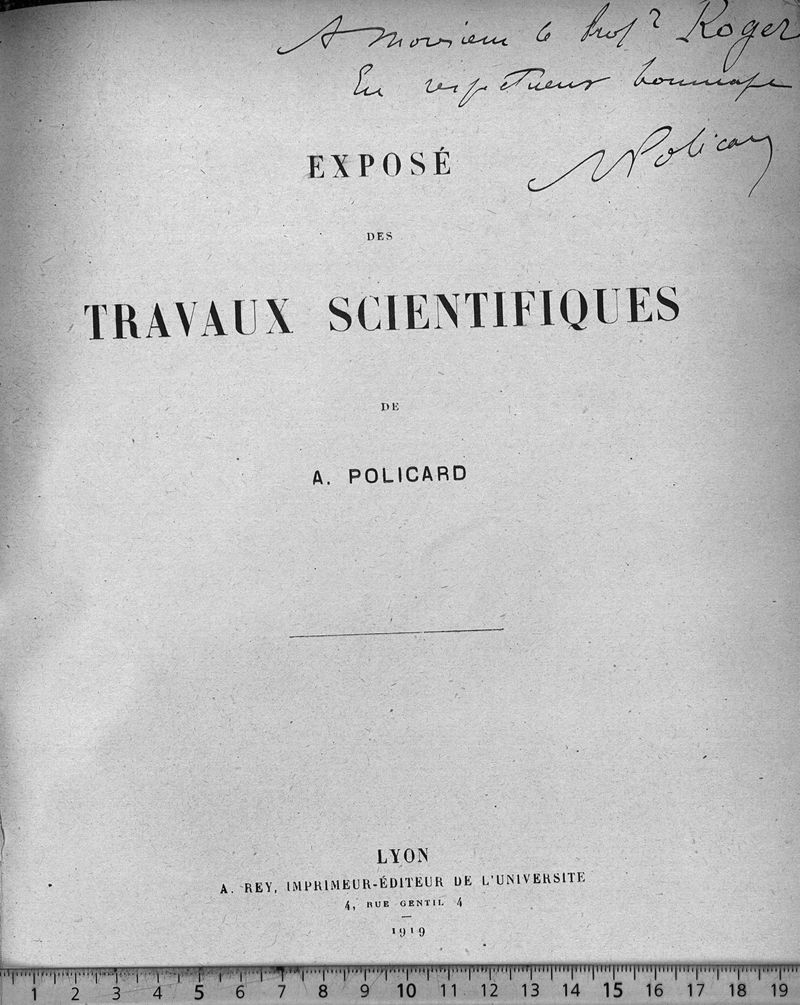 A Monsieur le Profr Roger
En respectueux hommage
A Policard
EXPOSÉ
DES
TRAVAUX SCIENTIFIQUES
DE
A. POLICARD
LYON
A. REY, IMPRIMEUR-ÉDITEUR DE L'UNIVERSITE
4, RUE GENTIL 4
1919
1 2 3 4 5 6 7 8 9 10 11 12 13 14 15 16 17 18 19